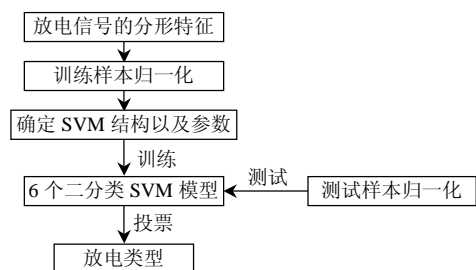 放电信号的分形特征
训练样本归一化
确定 SVM 结构以及参数
训练
6 个二分类 SVM 模型
测试
测试样本归一化
投票
放电类型